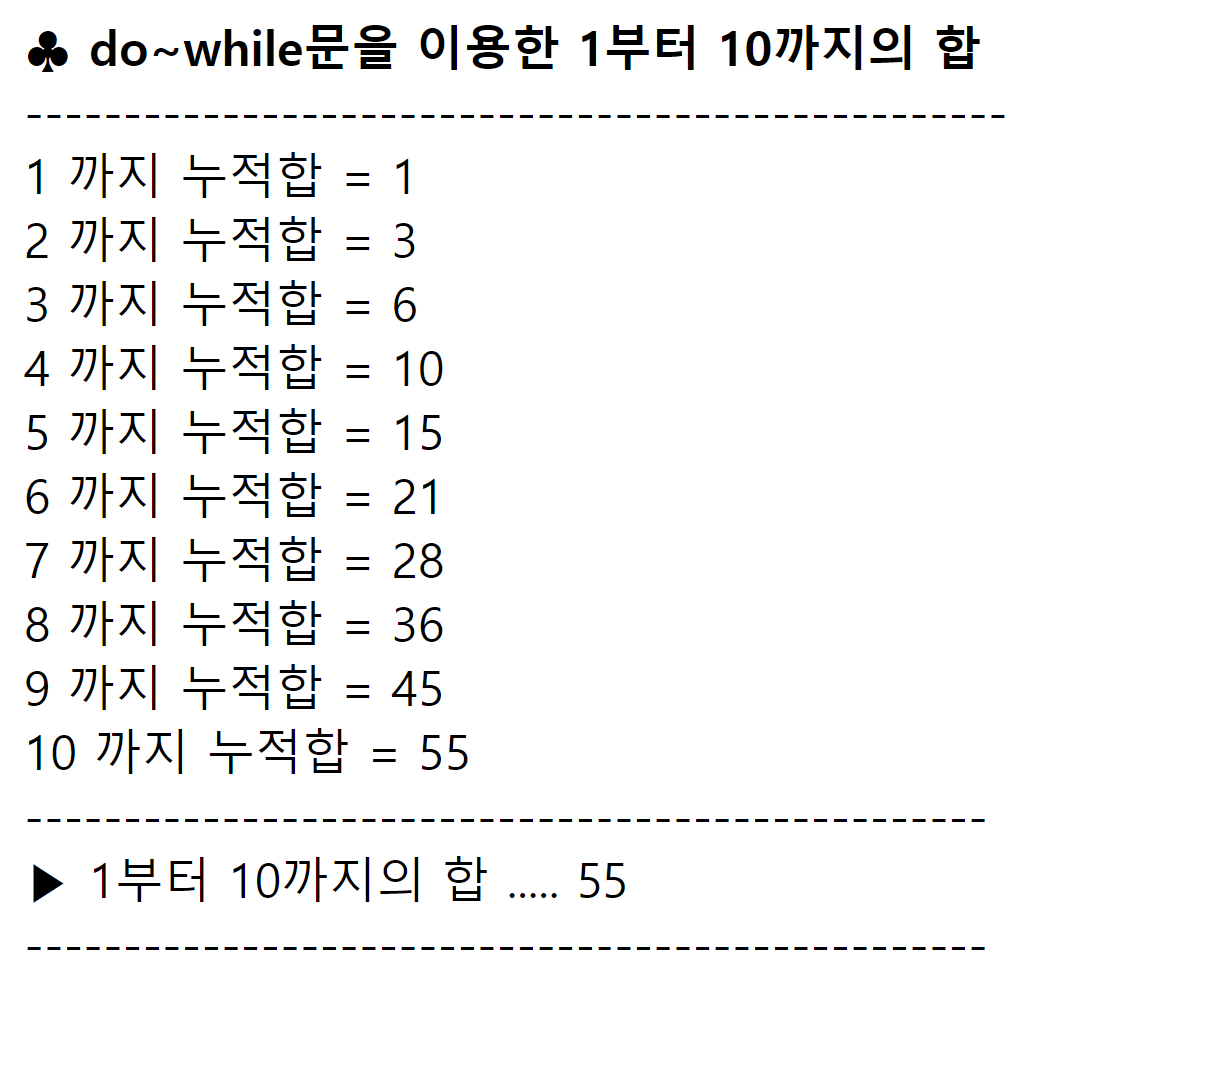 ♣ do~while문을 이용한 1부터 10까지의 합
--------------------------------------------------
1 까지 누적합 = 1
2 까지 누적합 = 3
3 까지 누적합 = 6
4 까지 누적합 = 10
5 까지 누적합 = 15
6 까지 누적합 = 21
7 까지 누적합 = 28
8 까지 누적합 = 36
9 까지 누적합 = 45
10 까지 누적합 = 55
-------------------------------------------------
▶ 1부터 10까지의 합 ..... 55
-------------------------------------------------